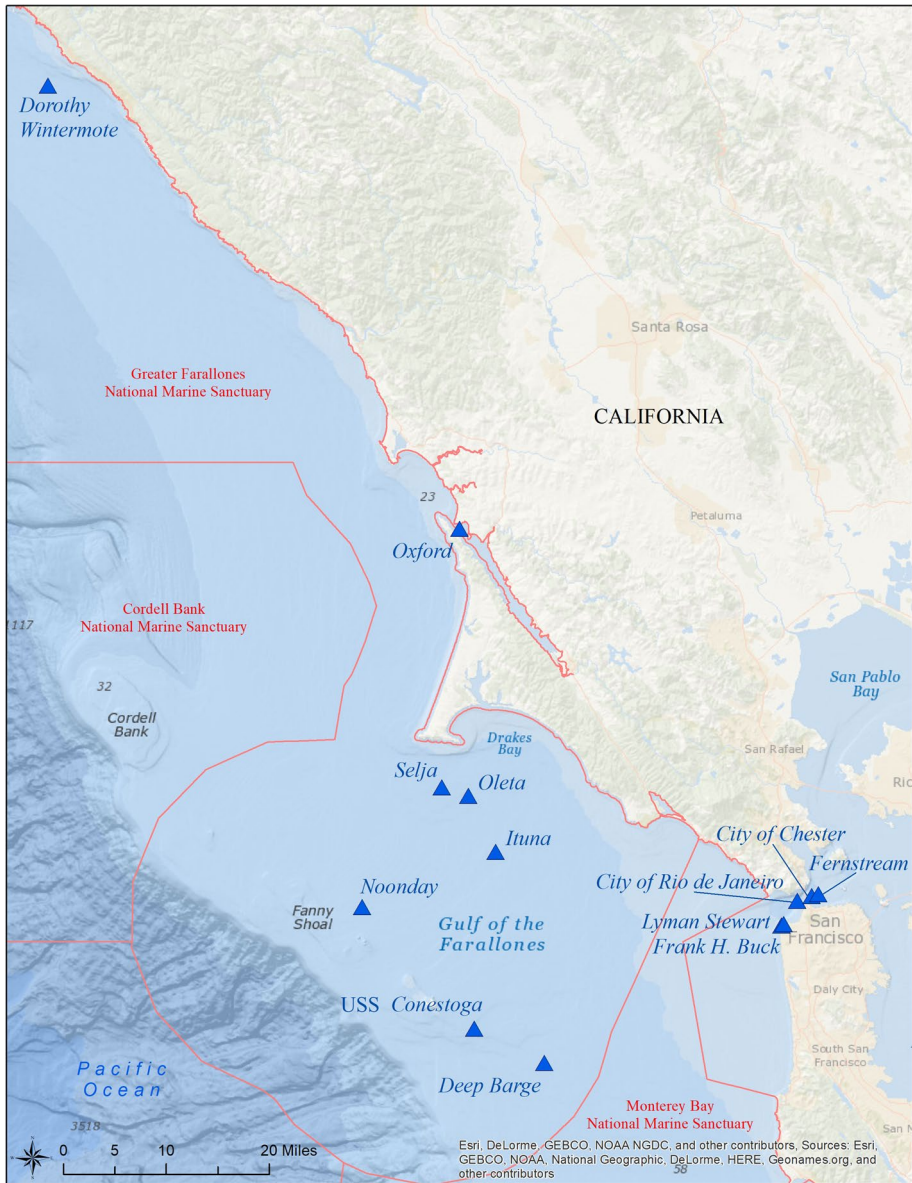 Dorothy
Wintermote
Santa Rosa
Greater Farallones
National Marine Sanctuary
CALIFORNIA
23
Petaluma
Oxford
Cordell Bank
National Marine Sanctuary
1117
32
San Pablo
Bay
Cordell
Bank
Drakes
Bay
San Rafael
Selja
Oleta
Ric
City of Chester
Ituna
Fernstream
City of Rio de Janeiro
Noonday
Fanny
Shoal
Gulf of the
Farallones
Lyman Stewart
San
Francisco
Frank H. Buck
Daly City
USS Conestoga
South San
Francisco
Pacific
Ocean
Deep Barge
Monterey Bay
National Marine Sanctuary
3518
San M
0 5 10 20 Miles
58
Esri, DeLorme, GEBCO, NOAA NGDC, and other contributors, Sources: Esri,
GEBCO, NOAA, National Geographic, DeLorme, HERE, Geonames.org, and
other contributors